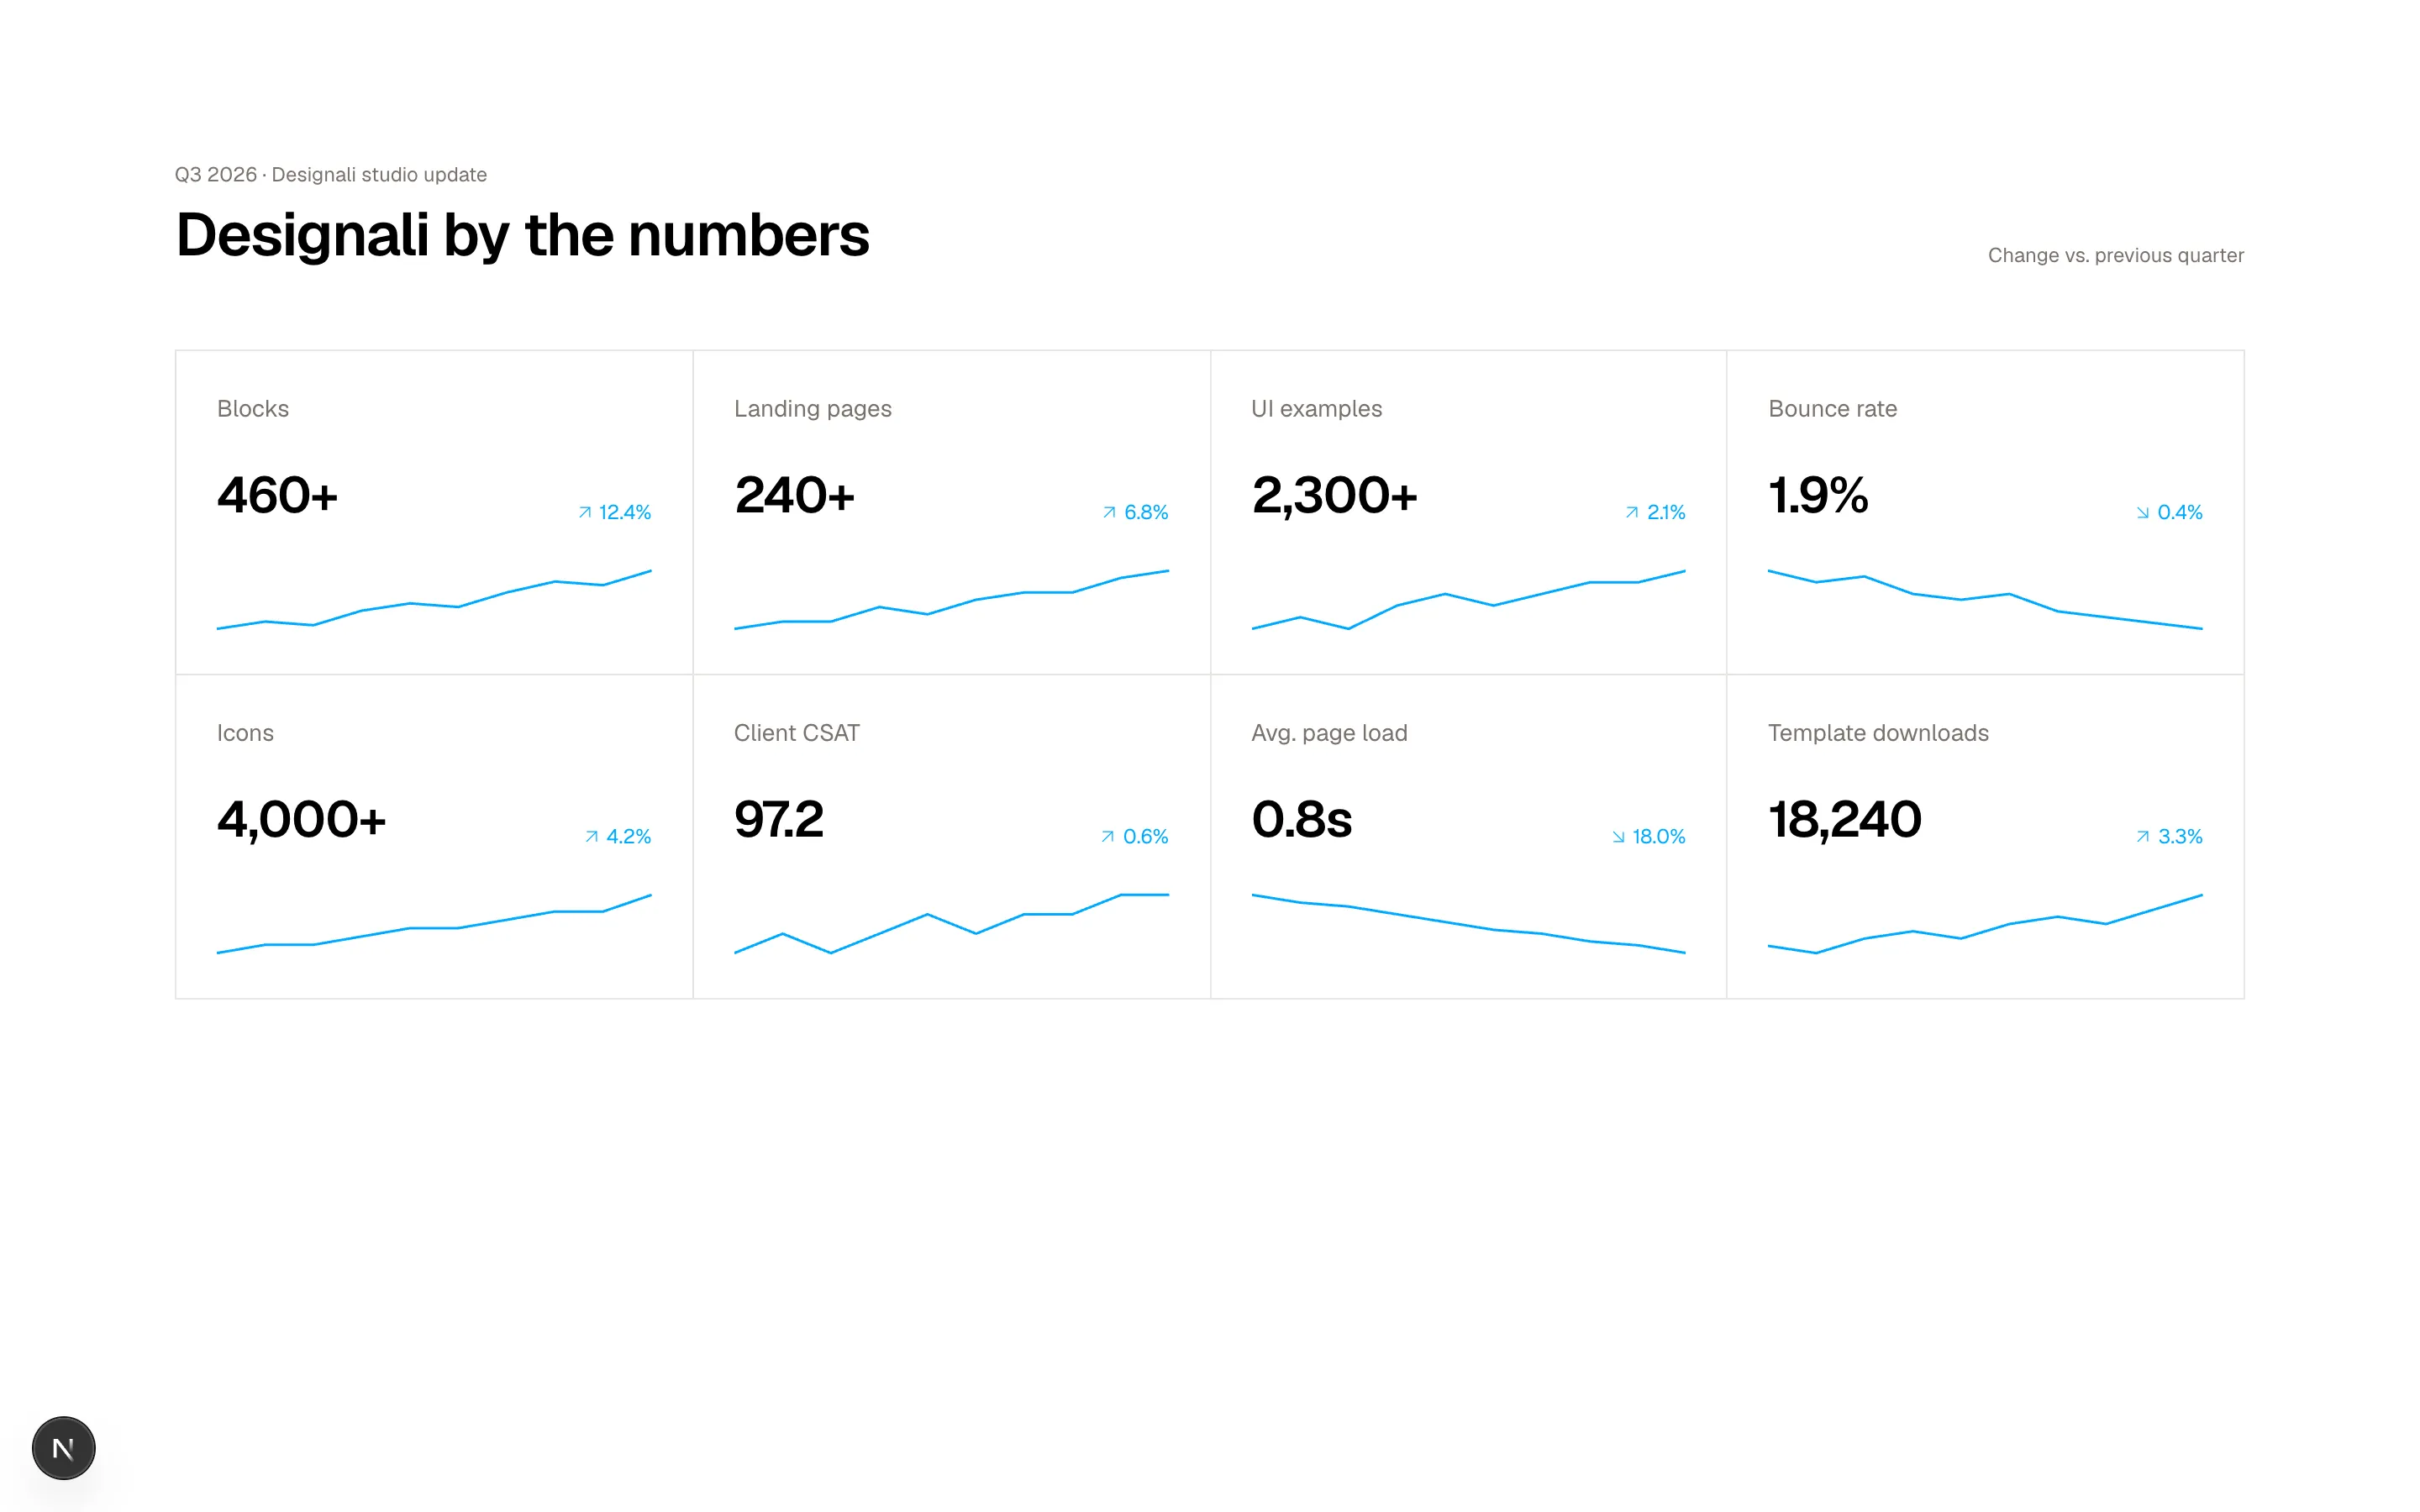 Q3 2026 · Designali studio update
Designali by the numbers
Change vs. previous quarter
Blocks
460+
↗ 12.4%
Landing pages
240+
↗ 6.8%
UI examples
2,300+
↗ 2.1%
Bounce rate
1.9%
↘ 0.4%
Icons
4,000+
↗ 4.2%
Client CSAT
97.2
↗ 0.6%
Avg. page load
0.8s
↘ 18.0%
Template downloads
18,240
↗ 3.3%
N